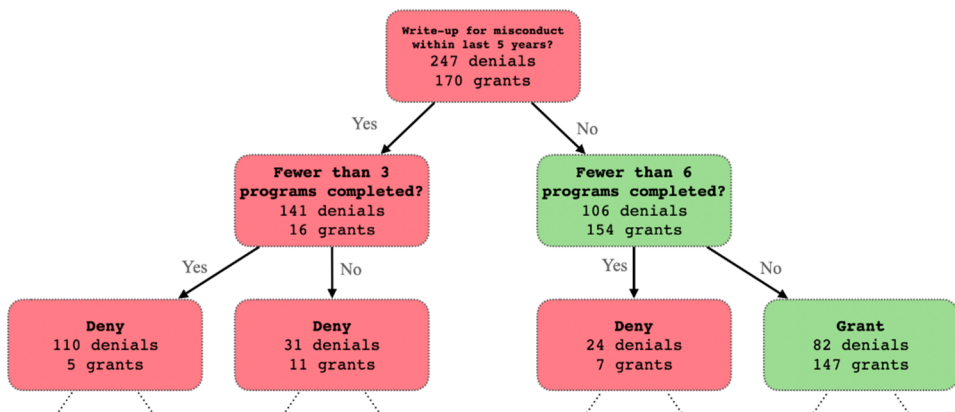 Write-up for misconduct
within last 5 years?
247 denials
170 grants
Yes
No
Fewer than 3
programs completed?
141 denials
16 grants
Fewer than 6
programs completed?
106 denials
154 grants
Yes
No
Yes
No
Deny
110 denials
5 grants
Deny
31 denials
11 grants
Deny
24 denials
7 grants
Grant
82 denials
147 grants